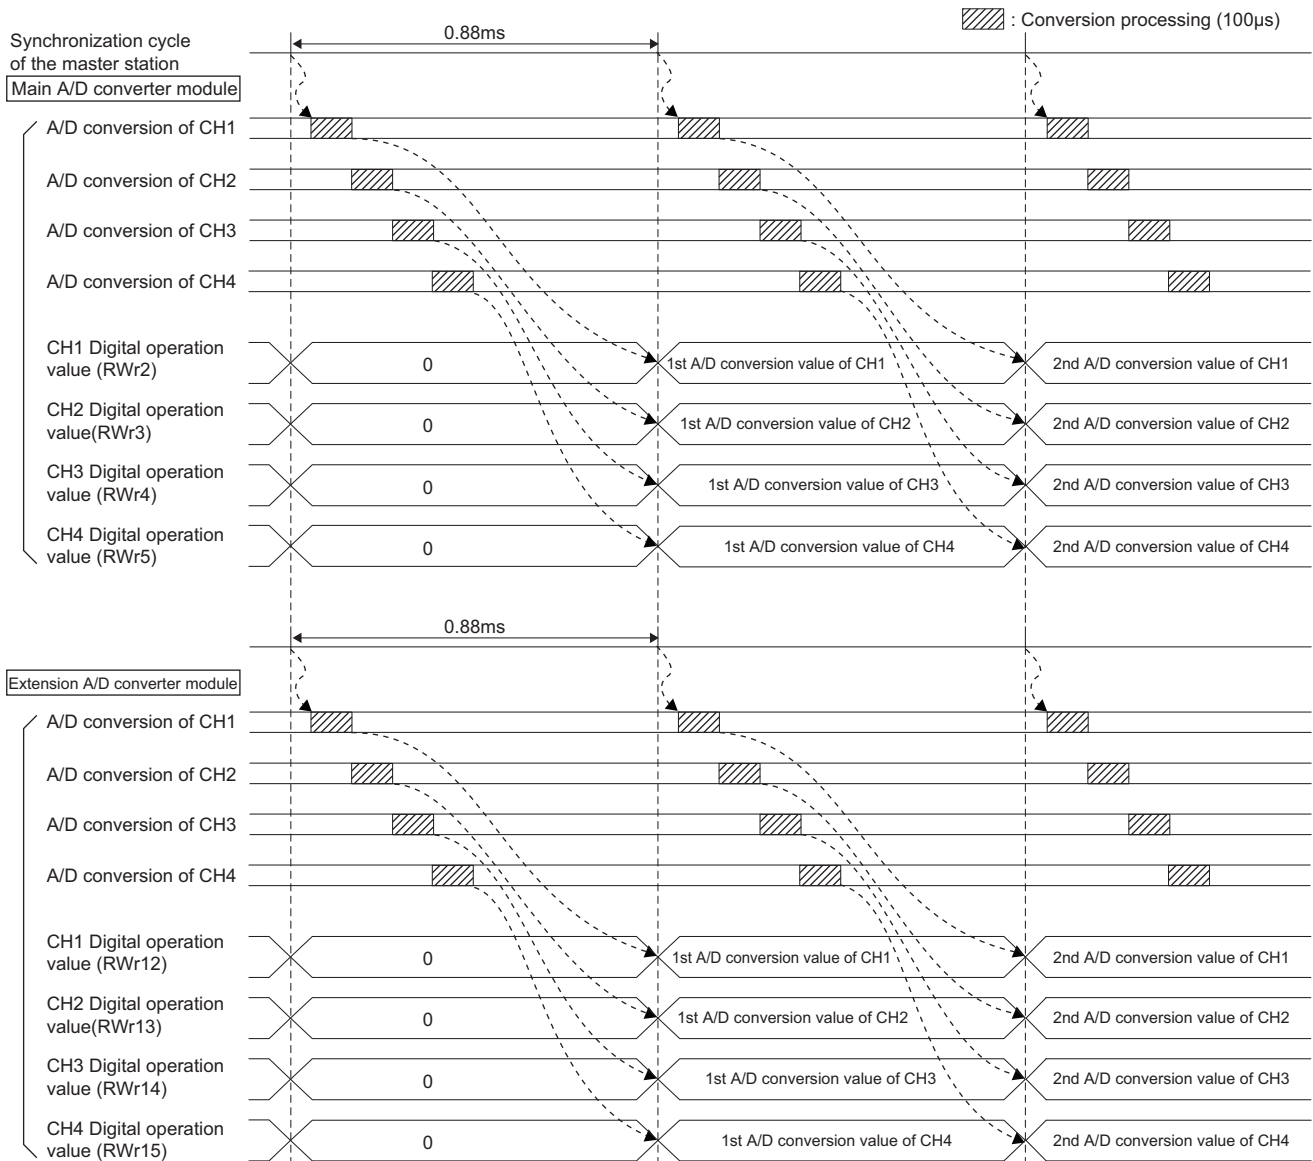 : Conversion processing (100µs)
0.88ms
Synchronization cycle
of the master station
Main A/D converter module
A/D conversion of CH1
A/D conversion of CH2
A/D conversion of CH3
A/D conversion of CH4
CH1 Digital operation
value (RWr2)
0
1st A/D conversion value of CH1
2nd A/D conversion value of CH1
CH2 Digital operation
value(RWr3)
0
1st A/D conversion value of CH2
2nd A/D conversion value of CH2
CH3 Digital operation
value (RWr4)
0
1st A/D conversion value of CH3
2nd A/D conversion value of CH3
CH4 Digital operation
value (RWr5)
0
1st A/D conversion value of CH4
2nd A/D conversion value of CH4
0.88ms
Extension A/D converter module
A/D conversion of CH1
A/D conversion of CH2
A/D conversion of CH3
A/D conversion of CH4
CH1 Digital operation
value (RWr12)
0
1st A/D conversion value of CH1
2nd A/D conversion value of CH1
CH2 Digital operation
value(RWr13)
0
1st A/D conversion value of CH2
2nd A/D conversion value of CH2
CH3 Digital operation
value (RWr14)
0
1st A/D conversion value of CH3
2nd A/D conversion value of CH3
CH4 Digital operation
value (RWr15)
0
1st A/D conversion value of CH4
2nd A/D conversion value of CH4